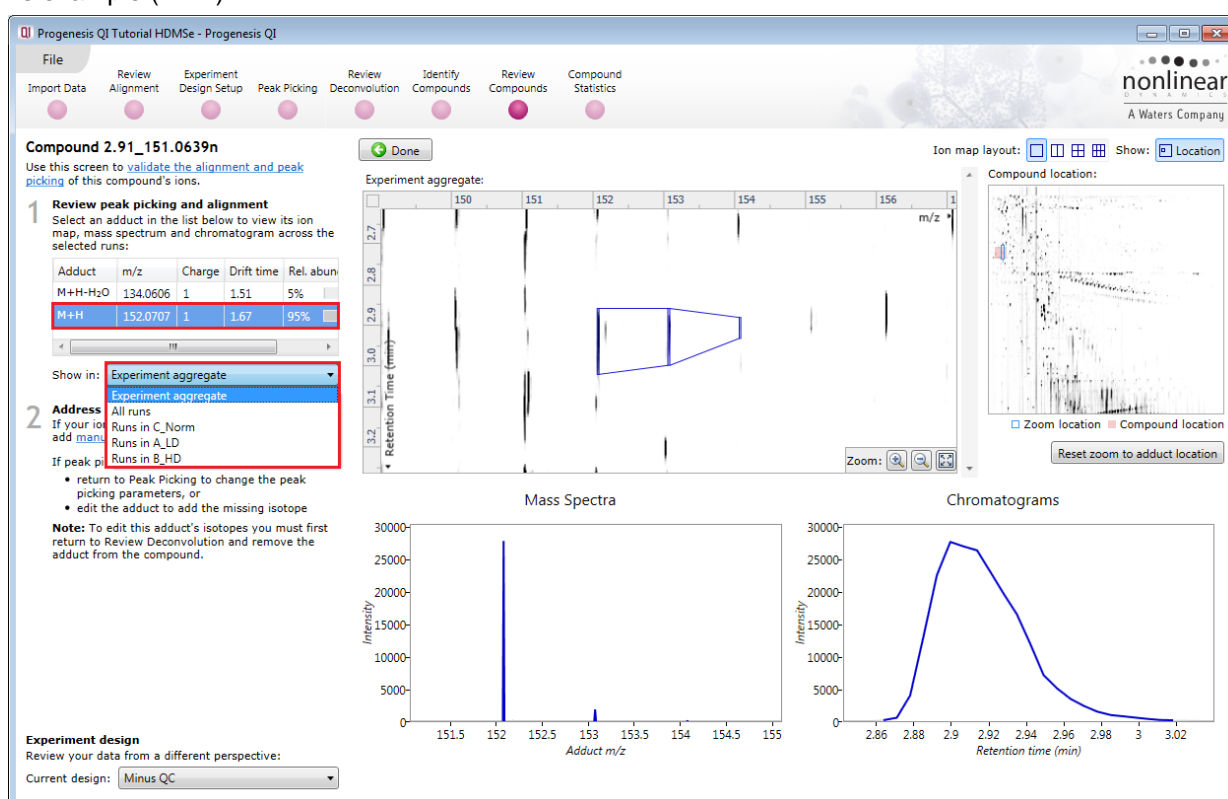 Progenesis QI Tutorial HDMSe - Progenesis QI
File
Import Data
Review Alignment
Experiment Design Setup
Peak Picking
Review Deconvolution
Identify Compounds
Review Compounds
Compound Statistics
nonlinear
DYNAMICS
A Waters Company
Compound 2.91_151.0639n
Use this screen to validate the alignment and peak
picking of this compound's ions.
1 Review peak picking and alignment
Select an adduct in the list below to view its ion
map, mass spectrum and chromatogram across the
selected runs:
Adduct m/z Charge Drift time Rel. abun
M+H-H₂O 134.0606 1 1.51 5%
M+H 152.0707 1 1.67 95%
Show in: Experiment aggregate
Experiment aggregate
All runs
Runs in C_Norm
Runs in A_LD
Runs in B_HD
2 Address
If your ion
add manu
If peak pi
• return to Peak Picking to change the peak
picking parameters, or
• edit the adduct to add the missing isotope
Note: To edit this adduct's isotopes you must first
return to Review Deconvolution and remove the
adduct from the compound.
Experiment design
Review your data from a different perspective:
Current design: Minus QC
Done
Ion map layout: Show: Location
Experiment aggregate:
150 151 152 153 154 155 156 1
m/z
2.7
2.8
2.9
3.0
3.1
3.2
Retention Time (min)
Zoom:
Compound location:
Zoom location Compound location
Reset zoom to adduct location
Mass Spectra
30000
25000
20000
15000
10000
5000
0
Intensity
151.5 152 152.5 153 153.5 154 154.5 155
Adduct m/z
Chromatograms
30000
25000
20000
15000
10000
5000
0
Intensity
2.86 2.88 2.9 2.92 2.94 2.96 2.98 3 3.02
Retention time (min)